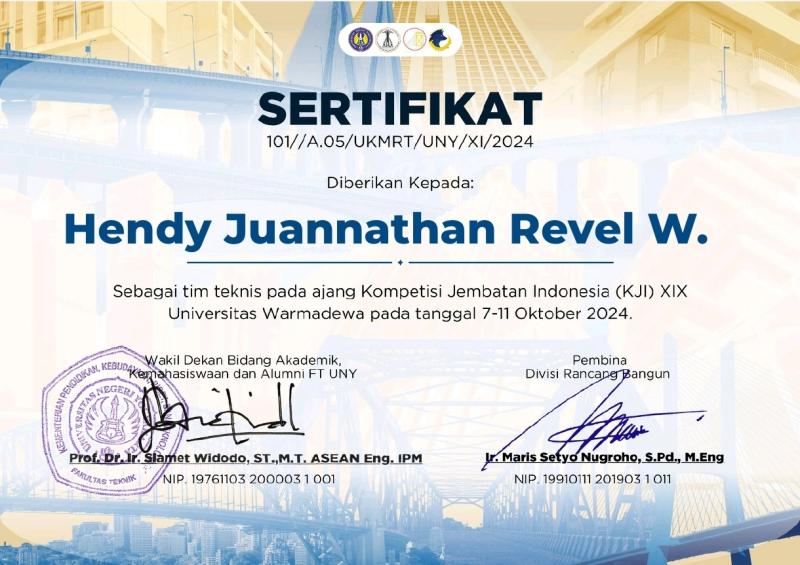 SERTIFIKAT
101//A.05/UKMRT/UNY/XI/2024
Diberikan Kepada:
Hendy Juannathan Revel W.
Sebagai tim teknis pada ajang Kompetisi Jembatan Indonesia (KJI) XIX
Universitas Warmadewa pada tanggal 7-11 Oktober 2024.
Wakil Dekan Bidang Akademik,
Kemahasiswaan dan Alumni FT UNY
KEMENTERIAN PENDIDIKAN, KEBUDAYAAN
UNIVERSITAS NEGERI
FAKULTAS TEKNIK
Prof. Dr. Ir. Slamet Widodo, ST.,M.T. ASEAN Eng. IPM
NIP. 19761103 200003 1 001
Pembina
Divisi Rancang Bangun
Ir. Maris Setyo Nugroho, S.Pd., M.Eng
NIP. 19910111 201903 1 011